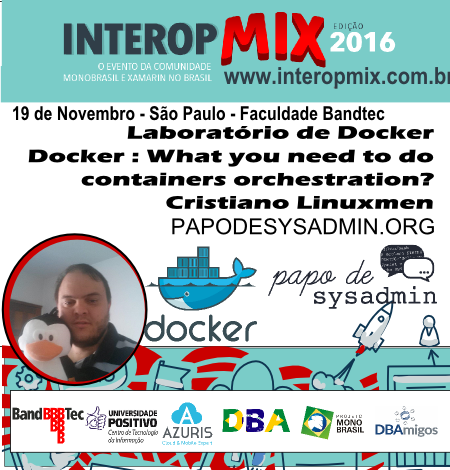 INTEROP MIX
EDIÇÃO
2016
O EVENTO DA COMUNIDADE
MONOBRASIL E XAMARIN NO BRASIL
www.interopmix.com.br
19 de Novembro - São Paulo - Faculdade Bandtec
Laboratório de Docker
Docker : What you need to do
containers orchestration?
Cristiano Linuxmen
PAPODESYSADMIN.ORG
docker
papo de
sysadmin
BandTec
UNIVERSIDADE
POSITIVO
Centro de Tecnologia
da Informação
AZURIS
Cloud & Mobile Expert
DBA
PROJETO
MONO
BRASIL
DBAmigos